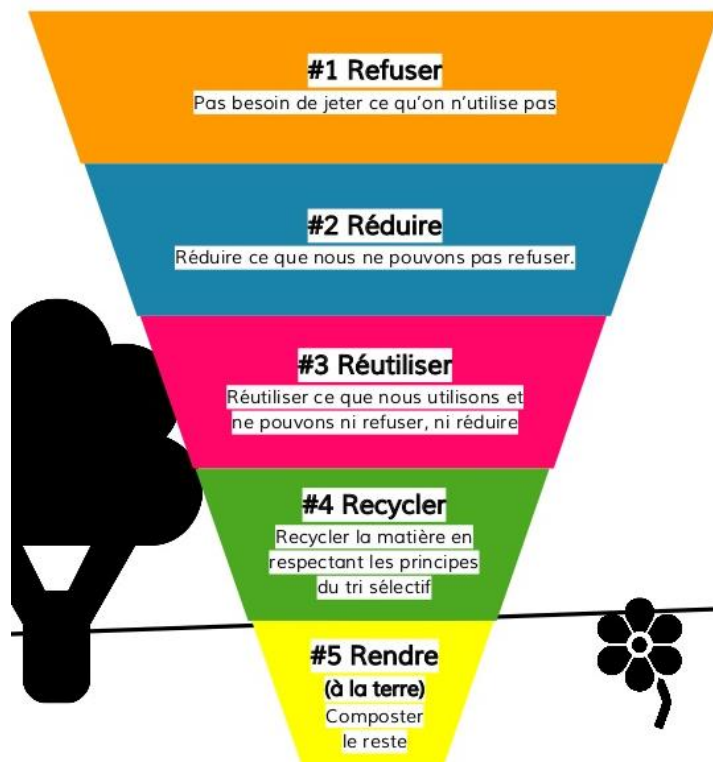 #1 Refuser
Pas besoin de jeter ce qu'on n'utilise pas
#2 Réduire
Réduire ce que nous ne pouvons pas refuser.
#3 Réutiliser
Réutiliser ce que nous utilisons et
ne pouvons ni refuser, ni réduire
#4 Recycler
Recycler la matière en
respectant les principes
du tri sélectif
#5 Rendre
(à la terre)
Composter
le reste